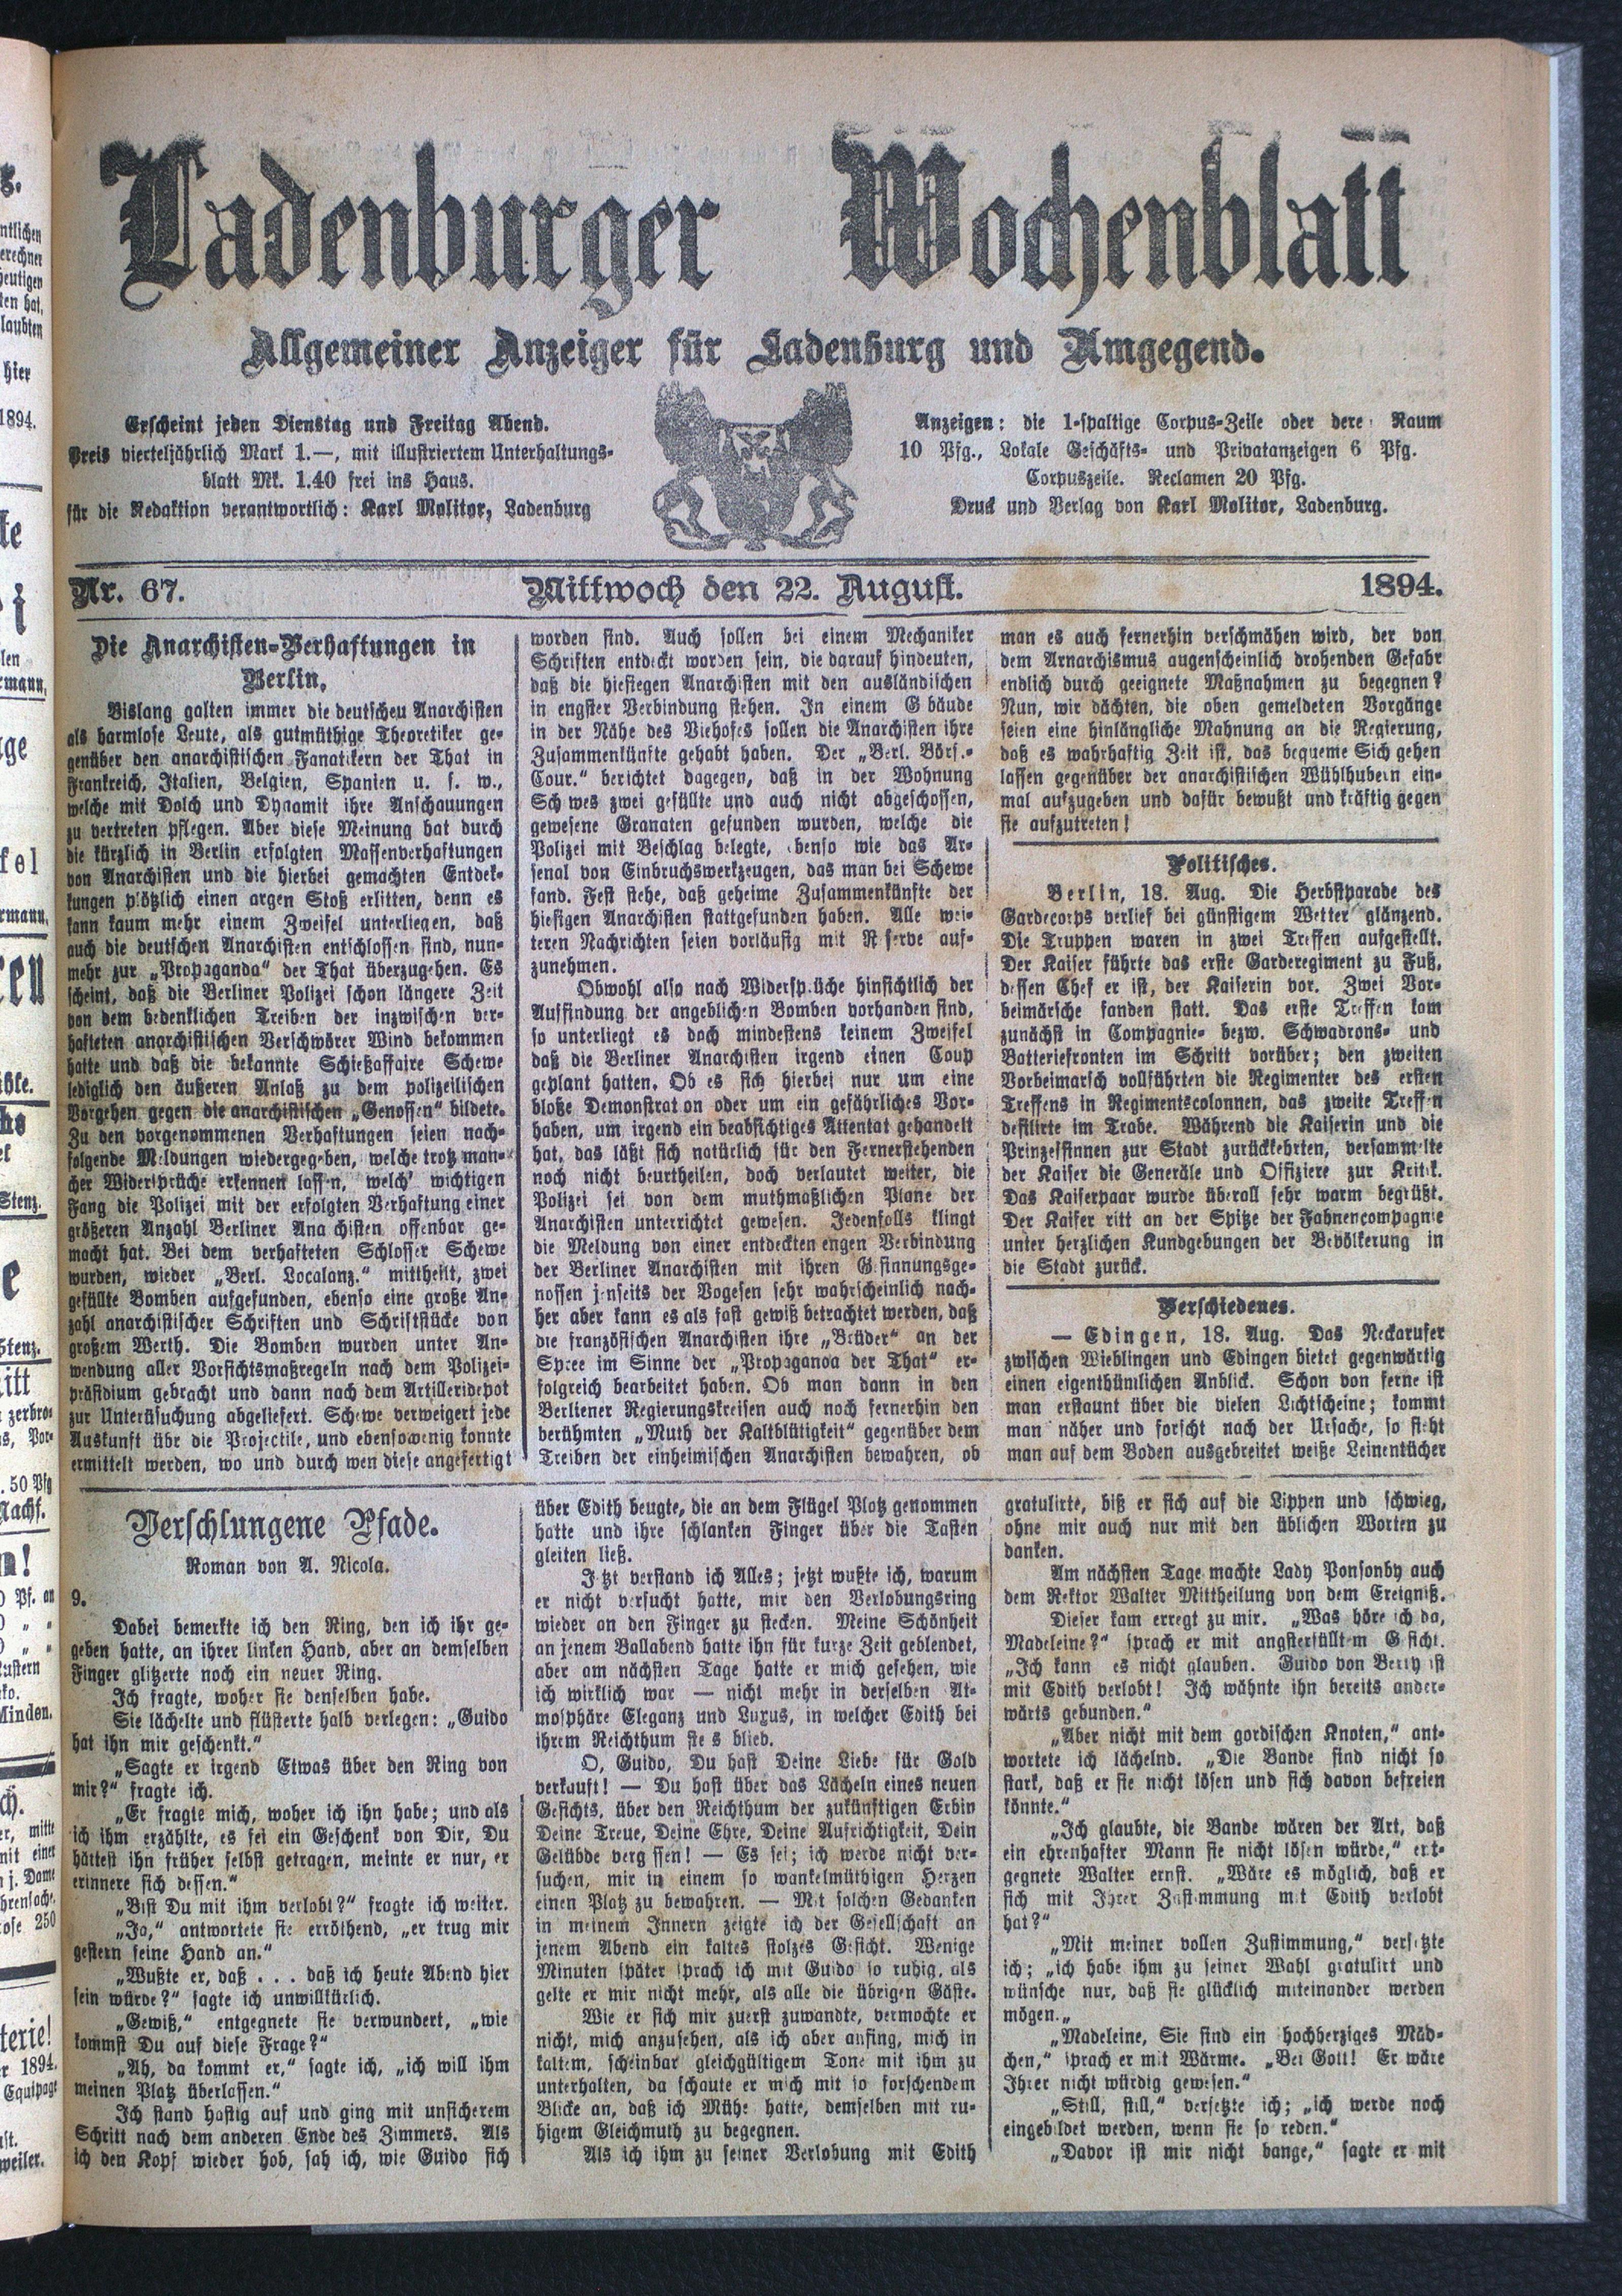 Ladenburger Wochenblatt
Allgemeiner Anzeiger für Ladenburg und Umgegend.
Erscheint jeden Dienstag und Freitag Abend.
Preis vierteljährlich Mark 1.—, mit illustriertem Unterhaltungs-
blatt Mk. 1.40 frei ins Haus.
für die Redaktion verantwortlich: Karl Molitor, Ladenburg
Anzeigen: die 1-spaltige Corpus-Zeile oder dere Raum
10 Pfg., Lokale Geschäfts- und Privatanzeigen 6 Pfg.
Corpuszeile. Reclamen 20 Pfg.
Druck und Verlag von Karl Molitor, Ladenburg.
Nr. 67.
Mittwoch den 22. August.
1894.
Die Anarchisten-Verhaftungen in
Berlin.
Bislang galten immer die deutscheu Anarchisten
als harmlose Leute, als gutmüthige Theoretiker ge-
genüber den anarchistischen Fanatikern der That in
Frankreich, Italien, Belgien, Spanien u. s. w.,
welche mit Dolch und Dynamit ihre Anschauungen
zu vertreten pflegen. Aber diese Meinung hat durch
die kürzlich in Berlin erfolgten Massenverhaftungen
von Anarchisten und die hierbei gemachten Entdek-
kungen plötzlich einen argen Stoß erlitten, denn es
kann kaum mehr einem Zweifel unterliegen, daß
auch die deutschen Anarchisten entschlossen sind, nun-
mehr zur „Propaganda“ der That überzugehen. Es
scheint, daß die Berliner Polizei schon längere Zeit
von dem bedenklichen Treiben der inzwischen ver-
hafteten anarchistischen Verschwörer Wind bekommen
hatte und daß die bekannte Schießaffaire Schewe
lediglich den äußeren Anlaß zu dem polizeilischen
Vorgehen gegen die anarchistischen „Genossen“ bildete.
Zu den vorgenommenen Verhaftungen seien nach-
folgende Meldungen wiedergegeben, welche trotz man-
cher Widersprüche erkennen lassen, welch' wichtigen
Fang die Polizei mit der erfolgten Verhaftung einer
größeren Anzahl Berliner Ana chisten offenbar ge-
macht hat. Bei dem verhafteten Schlosser Schewe
wurden, wieder „Berl. Localanz.“ mittheilt, zwei
gefüllte Bomben aufgefunden, ebenso eine große An-
zahl anarchistischer Schriften und Schriftstücke von
großem Werth. Die Bomben wurden unter An-
wendung aller Vorsichtsmaßregeln nach dem Polizei-
präsidium gebracht und dann nach dem Artilleridepot
zur Unterüsuchung abgeliefert. Schewe verweigert jede
Auskunft übr die Projectile, und ebensowenig konnte
ermittelt werden, wo und durch wen diese angefertigt
worden sind. Auch sollen bei einem Mechaniker
Schriften entdeckt worden sein, die darauf hindeuten,
daß die hiesiegen Anarchisten mit den ausländischen
in engster Verbindung stehen. In einem G bäude
in der Nähe des Viehofes sollen die Anarchisten ihre
Zusammenkünfte gehabt haben. Der „Berl. Börs.-
Cour.“ berichtet dagegen, daß in der Wohnung
Sch wes zwei gefüllte und auch nicht abgeschossen,
gewesene Granaten gefunden wurden, welche die
Polizei mit Beschlag belegte, ebenso wie das Ar-
senal von Einbruchswerkzeugen, das man bei Schewe
fand. Fest stehe, daß geheime Zusammenkünfte der
hiesigen Anarchisten stattgefunden haben. Alle wei-
teren Nachrichten seien vorläufig mit R serve auf-
zunehmen.
Obwohl also nach Widersp.üche hinsichtlich der
Auffindung der angeblichen Bomben vorhanden sind,
so unterliegt es doch mindestens keinem Zweifel
daß die Berliner Anarchisten irgend einen Coup
geplant hatten. Ob es sich hierbei nur um eine
bloße Demonstrat on oder um ein gefährliches Vor-
haben, um irgend ein beabsichtiges Attentat gehandelt
hat, das läßt sich natürlich für den Fernerstehenden
noch nicht beurtheilen, doch verlautet weiter, die
Polizei sei von dem muthmaßlichen Plane der
Anarchisten unterrichtet gewesen. Jedenfalls klingt
die Meldung von einer entdeckten engen Verbindung
der Berliner Anarchisten mit ihren G sinnungsge-
nossen jenseits der Vogesen sehr wahrscheinlich nach-
her aber kann es als fast gewiß betrachtet werden, daß
die französischen Anarchisten ihre „Brüder“ an der
Spree im Sinne der „Propaganda der That“ er-
folgreich bearbeitet haben. Ob man dann in den
Berliener Regierungskreisen auch noch fernerhin den
berühmten „Muth der Kaltblütigkeit“ gegenüber dem
Treiben der einheimischen Anarchisten bewahren, ob
man es auch fernerhin verschmähen wird, der von
dem Arnarchismus augenscheinlich drohenden Gefahr
endlich durch geeignete Maßnahmen zu begegnen?
Nun, wir dächten, die oben gemeldeten Vorgänge
seien eine hinlängliche Mahnung an die Regierung,
daß es wahrhaftig Zeit ist, das bequeme Sich gehen
lassen gegenüber der anarchistischen Wühlhubern ein-
mal aufzugeben und dafür bewußt und kräftig gegen
sie aufzutreten!
Politisches.
Berlin, 18. Aug. Die Herbstparade des
Gardecorps verlief bei günstigem Wetter glänzend.
Die Truppen waren in zwei Treffen aufgestellt.
Der Kaiser führte das erste Garderegiment zu Fuß,
dessen Chef er ist, der Kaiserin vor. Zwei Vor-
beimärsche fanden statt. Das erste Treffen kam
zunächst in Compagnie- bezw. Schwadrons- und
Batteriefronten im Schritt vorüber; den zweiten
Vorbeimarsch vollführten die Regimenter des ersten
Treffens in Regimentscolonnen, das zweite Treffen
defilirte im Trabe. Während die Kaiserin und die
Prinzessinnen zur Stadt zurückkehrten, versammelte
der Kaiser die Generäle und Offiziere zur Kritik.
Das Kaiserpaar wurde überall sehr warm begrüßt.
Der Kaiser ritt an der Spitze der Fahnencompagnie
unter herzlichen Kundgebungen der Bevölkerung in
die Stadt zurück.
Verschiedenes.
— Edingen, 18. Aug. Das Neckarufer
zwischen Wieblingen und Edingen bietet gegenwärtig
einen eigenthümlichen Anblick. Schon von ferne ist
man erstaunt über die vielen Lichtscheine; kommt
man näher und forscht nach der Ursache, so sieht
man auf dem Boden ausgebreitet weiße Leinentücher
Verschlungene Pfade.
Roman von A. Nicola.
9.
Dabei bemerkte ich den Ring, den ich ihr ge-
geben hatte, an ihrer linken Hand, aber an demselben
Finger glitzerte noch ein neuer Ring.
Ich fragte, woher sie denselben habe.
Sie lächelte und flüsterte halb verlegen: „Guido
hat ihn mir geschenkt.“
„Sagte er irgend Etwas über den Ring von
mir?“ fragte ich.
„Er fragte mich, woher ich ihn habe; und als
ich ihm erzählte, es sei ein Geschenk von Dir, Du
hättest ihn früher selbst getragen, meinte er nur, er
erinnere sich dessen.“
„Bist Du mit ihm verlobt?“ fragte ich weiter.
„Ja,“ antwortete sie erröthend, „er trug mir
gestern seine Hand an.“
„Wußte er, daß . . . daß ich heute Abend hier
sein würde?“ sagte ich unwillkürlich.
„Gewiß,“ entgegnete sie verwundert, „wie
kommst Du auf diese Frage?“
„Ah, da kommt er,“ sagte ich, „ich will ihm
meinen Platz überlassen.“
Ich stand hastig auf und ging mit unsicherem
Schritt nach dem anderen Ende des Zimmers. Als
ich den Kopf wieder hob, sah ich, wie Guido sich
über Edith beugte, die an dem Flügel Platz genommen
hatte und ihre schlanken Finger über die Tasten
gleiten ließ.
J tzt verstand ich Alles; jetzt wußte ich, warum
er nicht versucht hatte, mir den Verlobungsring
wieder an den Finger zu stecken. Meine Schönheit
an jenem Ballabend hatte ihn für kurze Zeit geblendet,
aber am nächsten Tage hatte er mich gesehen, wie
ich wirklich war — nicht mehr in derselben At-
mosphäre Eleganz und Luxus, in welcher Edith bei
ihrem Reichthum ste s blied.
O, Guido, Du hast Deine Liebe für Gold
verkauft! — Du hast über das Lächeln eines neuen
Gesichts, über den Reichthum der zukünftigen Erbin
Deine Treue, Deine Ehre, Deine Aufrichtigkeit, Dein
Gelübde verg ssen! — Es sei; ich werde nicht ver-
suchen, mir in einem so wankelmüthigen Herzen
einen Platz zu bewahren. — Mit solchen Gedanken
in meinem Innern zeigte ich der Gesellschaft an
jenem Abend ein kaltes stolzes Gesicht. Wenige
Minuten später sprach ich mit Guido so ruhig, als
gelte er mir nicht mehr, als alle die übrigen Gäste.
Wie er sich mir zuerst zuwandte, vermochte er
nicht, mich anzusehen, als ich aber anfing, mich in
kaltem, scheinbar gleichgültigem Tone mit ihm zu
unterhalten, da schaute er mich mit so forschendem
Blicke an, daß ich Mühe hatte, demselben mit ru-
higem Gleichmuth zu begegnen.
Als ich ihm zu seiner Verlobung mit Edith
gratulirte, biß er sich auf die Lippen und schwieg,
ohne mir auch nur mit den üblichen Worten zu
danken.
Am nächsten Tage machte Lady Ponsonby auch
dem Rektor Walter Mittheilung von dem Ereigniß.
Dieser kam erregt zu mir. „Was höre ich da,
Madeleine?“ sprach er mit angsterfülltem G sicht.
„Ich kann es nicht glauben. Guido von Berry ist
mit Edith verlobt! Ich wähnte ihn bereits ander-
wärts gebunden.“
„Aber nicht mit dem gordischen Knoten,“ ant-
wortete ich lächelnd. „Die Bande sind nicht so
stark, daß er sie nicht lösen und sich davon befreien
könnte.“
„Ich glaubte, die Bande wären der Art, daß
ein ehrenhafter Mann sie nicht lösen würde,“ ent-
gegnete Walter ernst. „Wäre es möglich, daß er
sich mit Ihrer Zustimmung mit Edith verlobt
hat?“
„Mit meiner vollen Zustimmung,“ versetzte
ich; „ich habe ihm zu seiner Wahl gratulirt und
wünsche nur, daß sie glücklich miteinander werden
mögen.„
„Madeleine, Sie sind ein hochherziges Mäd-
chen,“ sprach er mit Wärme. „Bei Gott! Er wäre
Ihrer nicht würdig gewesen.“
„Still, still,“ versetzte ich; „ich werde noch
eingebildet werden, wenn sie so reden.“
„Davor ist mir nicht bange,“ sagte er mit